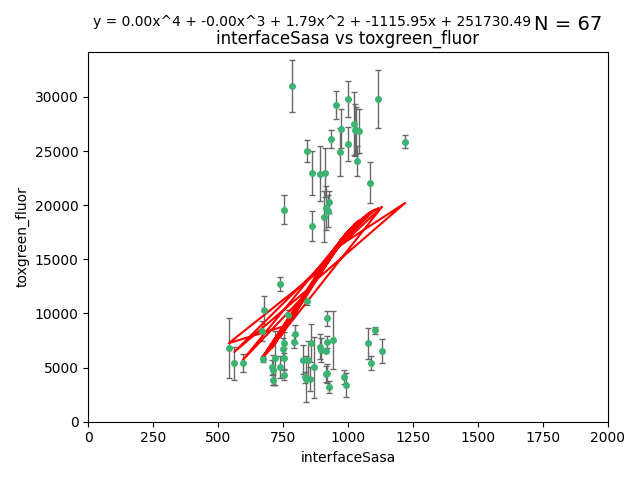 y = 0.00x^4 + -0.00x^3 + 1.79x^2 + -1115.95x + 251730.49
N = 67
interfaceSasa vs toxgreen_fluor
30000
25000
20000
15000
10000
5000
0
toxgreen_fluor
0 250 500 750 1000 1250 1500 1750 2000
interfaceSasa